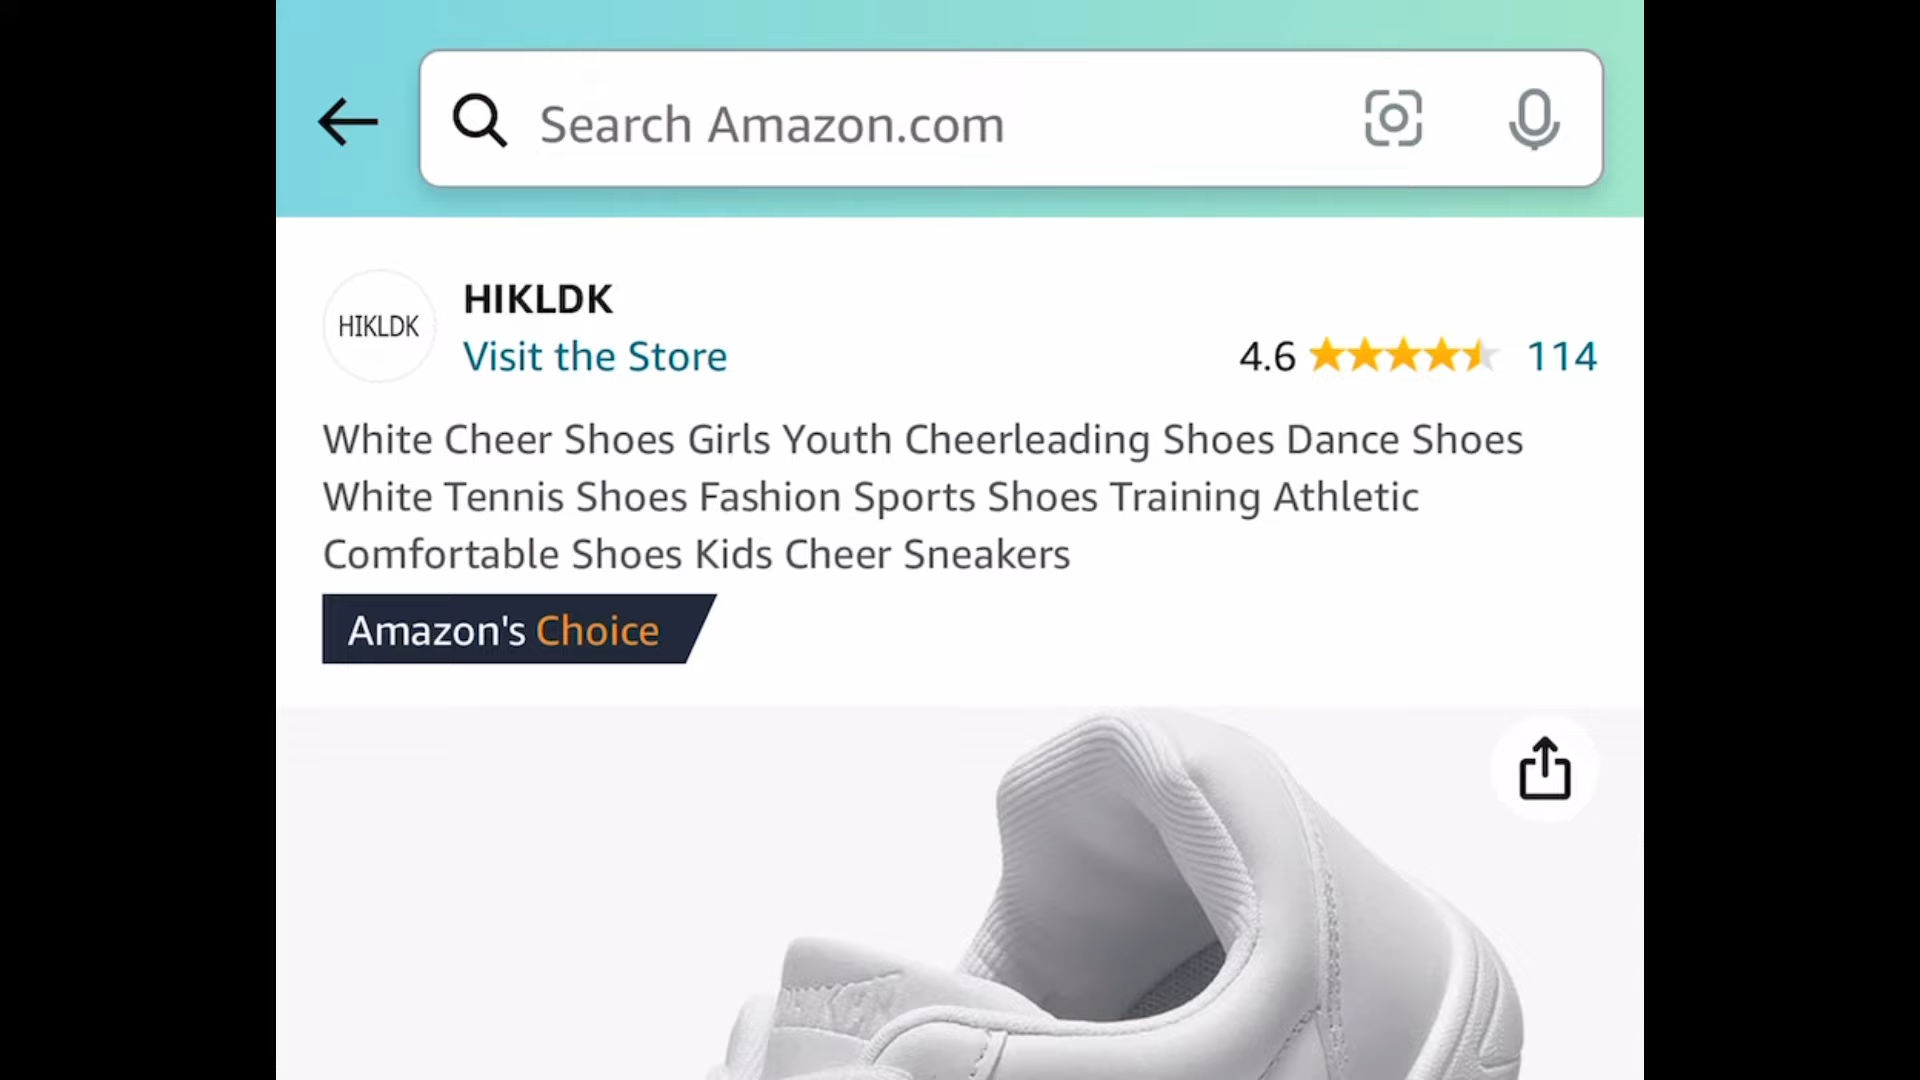 Search Amazon.com
HIKLDK
HIKLDK
Visit the Store
4.6 114
White Cheer Shoes Girls Youth Cheerleading Shoes Dance Shoes
White Tennis Shoes Fashion Sports Shoes Training Athletic
Comfortable Shoes Kids Cheer Sneakers
Amazon's Choice